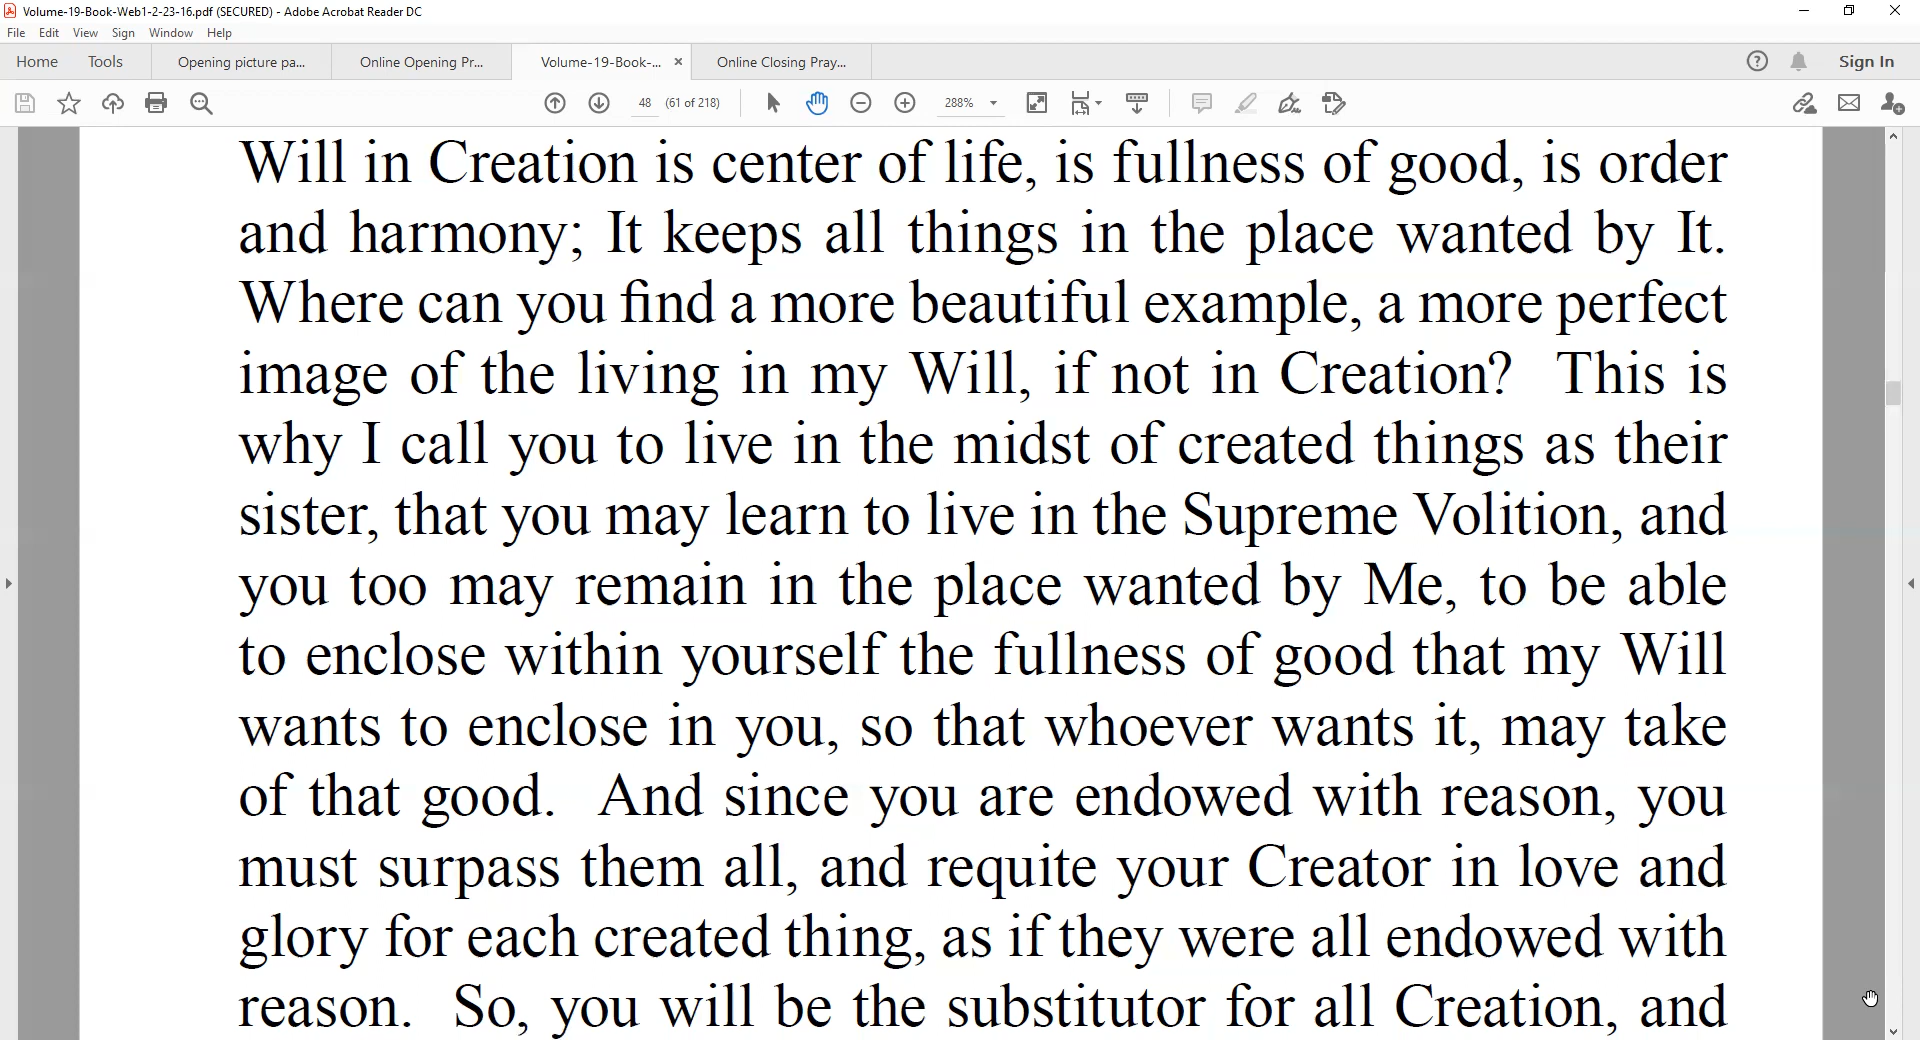 Volume-19-Book-Web1-2-23-16.pdf (SECURED) - Adobe Acrobat Reader DC
File Edit View Sign Window Help
Home Tools Opening picture pa... Online Opening Pr... Volume-19-Book-... × Online Closing Pray... Sign In
48 (61 of 218) 288%
Will in Creation is center of life, is fullness of good, is order
and harmony; It keeps all things in the place wanted by It.
Where can you find a more beautiful example, a more perfect
image of the living in my Will, if not in Creation? This is
why I call you to live in the midst of created things as their
sister, that you may learn to live in the Supreme Volition, and
you too may remain in the place wanted by Me, to be able
to enclose within yourself the fullness of good that my Will
wants to enclose in you, so that whoever wants it, may take
of that good. And since you are endowed with reason, you
must surpass them all, and requite your Creator in love and
glory for each created thing, as if they were all endowed with
reason. So, you will be the substitutor for all Creation, and